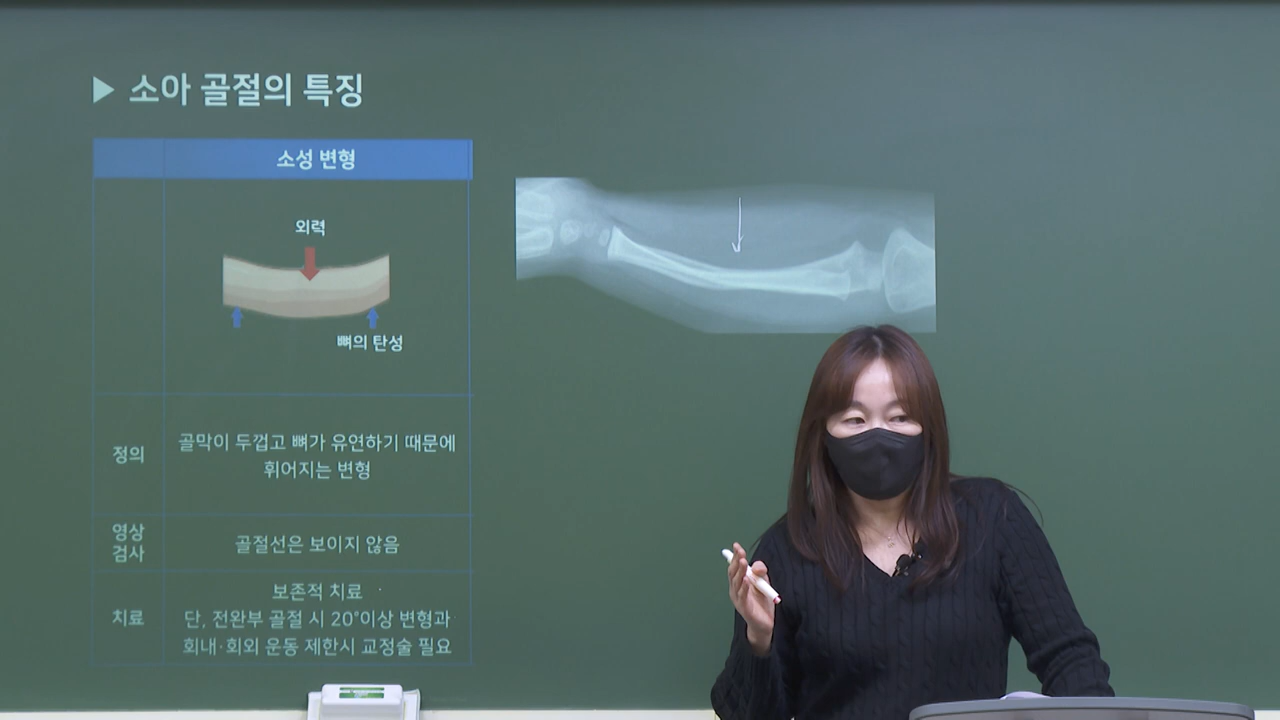 ▶ 소아 골절의 특징
소성 변형
외력
뼈의 탄성
정의
골막이 두껍고 뼈가 유연하기 때문에
휘어지는 변형
영상
검사
골절선은 보이지 않음
치료
보존적 치료
단, 전완부 골절 시 20°이상 변형과
회내·회외 운동 제한시 교정술 필요